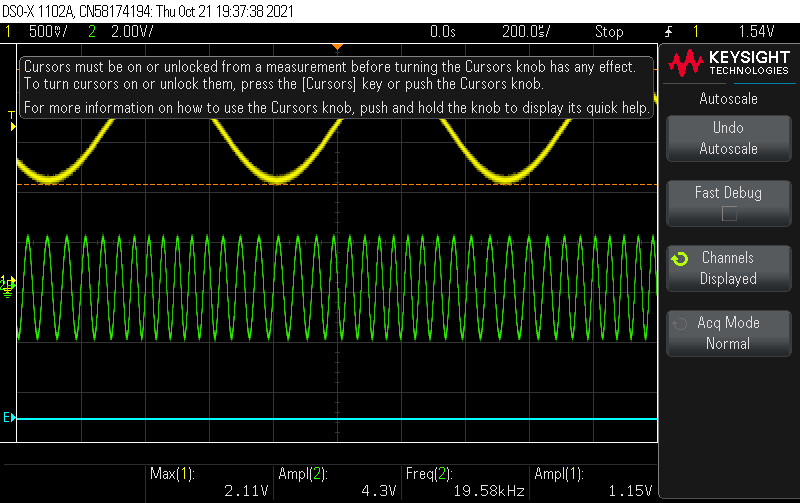 DSO-X 1102A, CN58174194: Thu Oct 21 19:37:38 2021
1 500▿/ 2 2.00V/ 0.0s 200.0▿/ Stop 1 1.54V
Cursors must be on or unlocked from a measurement before turning the Cursors knob has any effect.
To turn cursors on or unlock them, press the [Cursors] key or push the Cursors knob.
For more information on how to use the Cursors knob, push and hold the knob to display its quick help.
T
1
2
E
KEYSIGHT
TECHNOLOGIES
Autoscale
Undo
Autoscale
Fast Debug
Channels
Displayed
Acq Mode
Normal
Max(1):
2.11V
Ampl(2):
4.3V
Freq(2):
19.58kHz
Ampl(1):
1.15V